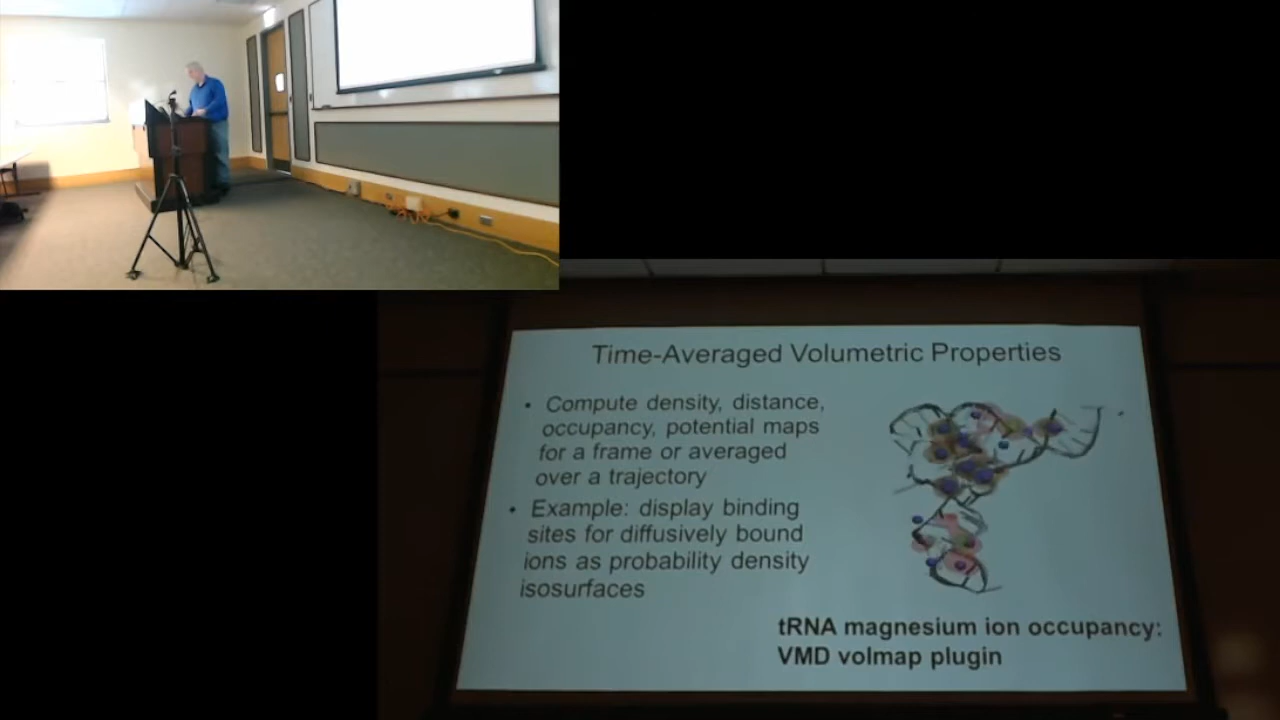 Time-Averaged Volumetric Properties
• Compute density, distance,
occupancy, potential maps
for a frame or averaged
over a trajectory
• Example: display binding
sites for diffusively bound
ions as probability density
isosurfaces
tRNA magnesium ion occupancy:
VMD volmap plugin